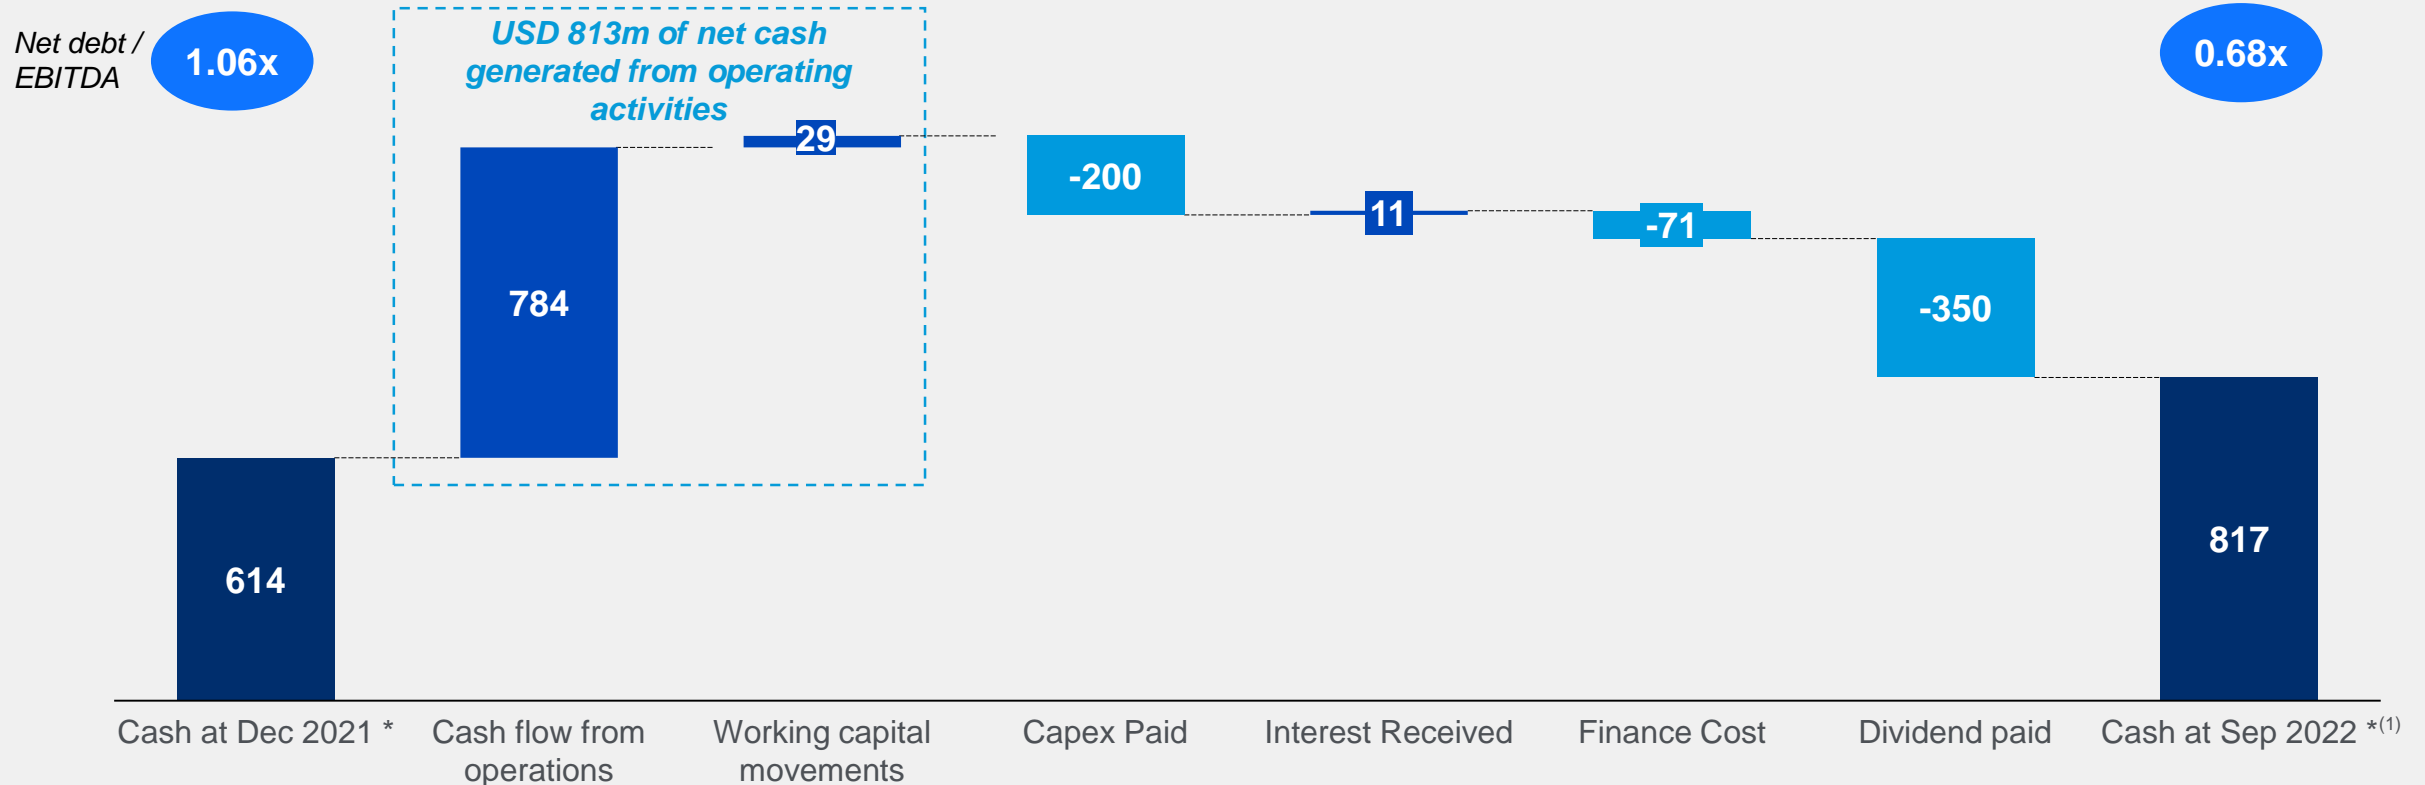 Net debt /
EBITDA
1.06x
USD 813m of net cash
generated from operating
activities
0.68x
29
-200
11
-71
784
-350
614
817
Cash at Dec 2021 *
Cash flow from
operations
Working capital
movements
Capex Paid
Interest Received
Finance Cost
Dividend paid
Cash at Sep 2022 *(1)